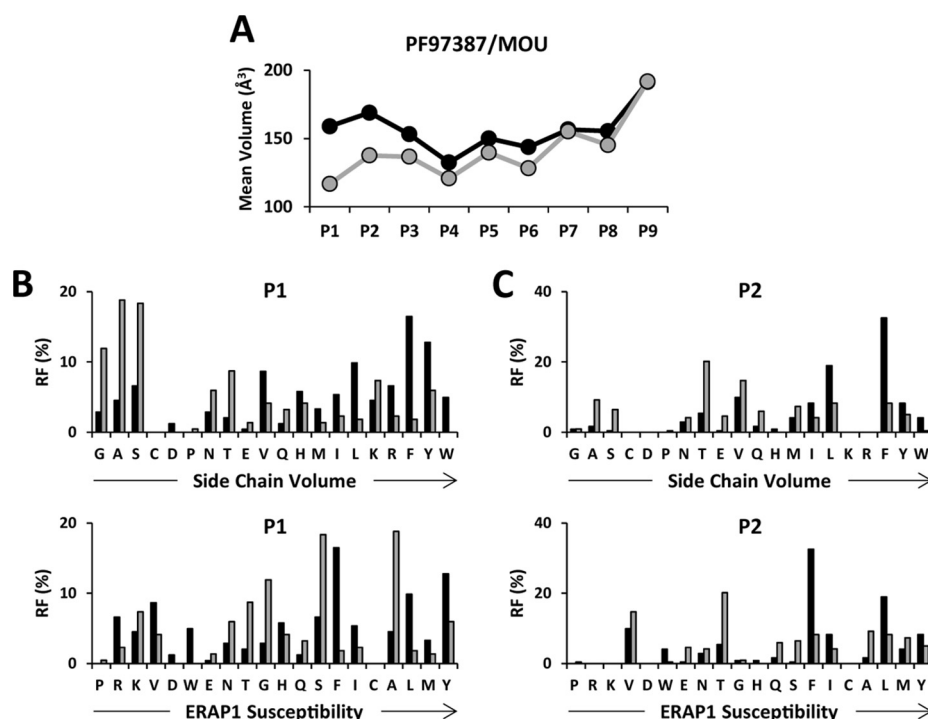 A
PF97387/MOU
Mean Volume (Å³)
200
150
100
P1 P2 P3 P4 P5 P6 P7 P8 P9
B
P1
RF (%)
20
10
0
G A S C D P N T E V Q H M I L K R F Y W
Side Chain Volume
C
P2
RF (%)
40
20
0
G A S C D P N T E V Q H M I L K R F Y W
Side Chain Volume
P1
RF (%)
20
10
0
P R K V D W E N T G H Q S F I C A L M Y
ERAP1 Susceptibility
P2
RF (%)
40
20
0
P R K V D W E N T G H Q S F I C A L M Y
ERAP1 Susceptibility